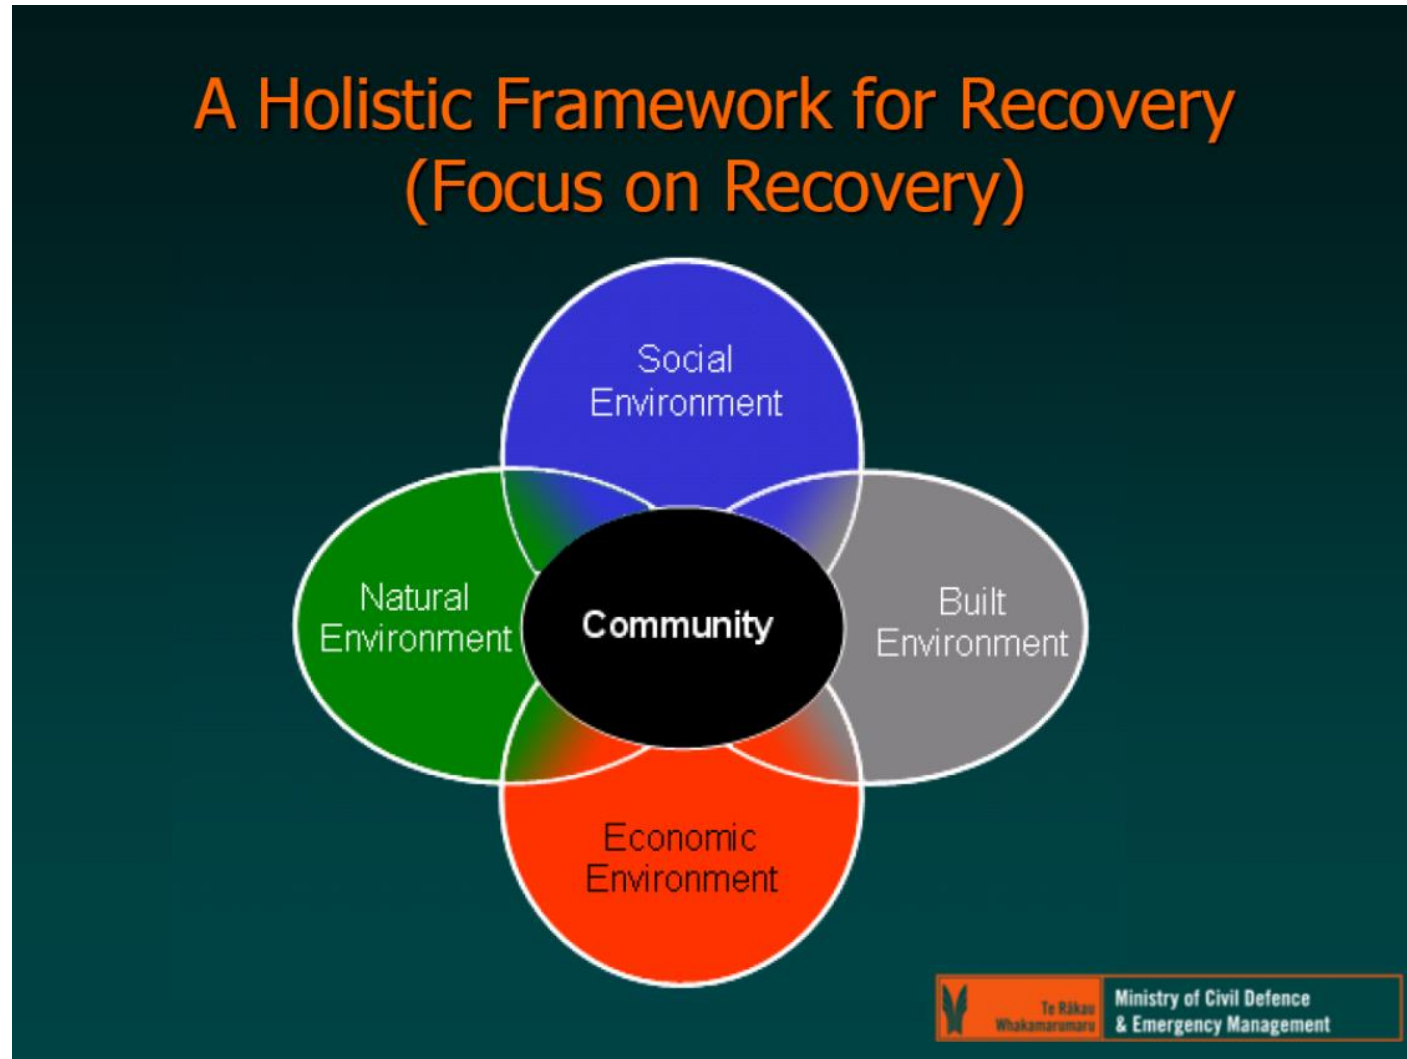 A Holistic Framework for Recovery
(Focus on Recovery)
Social
Environment
Natural
Environment
Community
Built
Environment
Economic
Environment
Te Rākau
Whakamarumaru
Ministry of Civil Defence
& Emergency Management